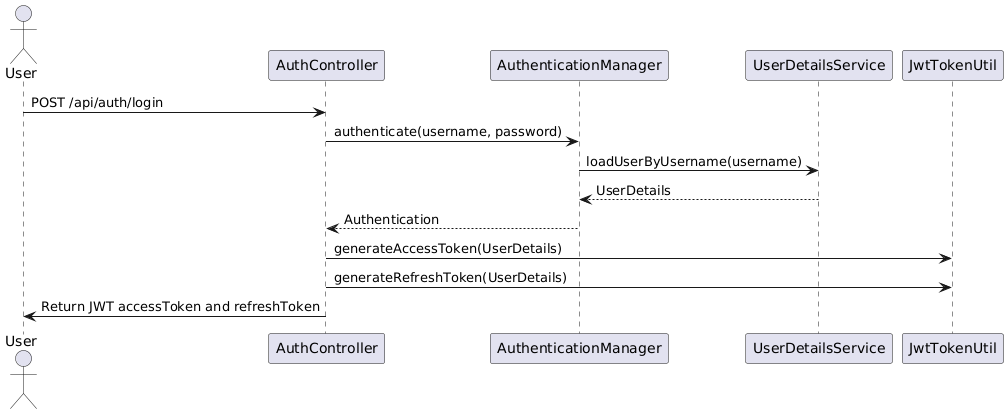 User
AuthController
AuthenticationManager
UserDetailsService
JwtTokenUtil
POST /api/auth/login
authenticate(username, password)
loadUserByUsername(username)
UserDetails
Authentication
generateAccessToken(UserDetails)
generateRefreshToken(UserDetails)
Return JWT accessToken and refreshToken
User
AuthController
AuthenticationManager
UserDetailsService
JwtTokenUtil